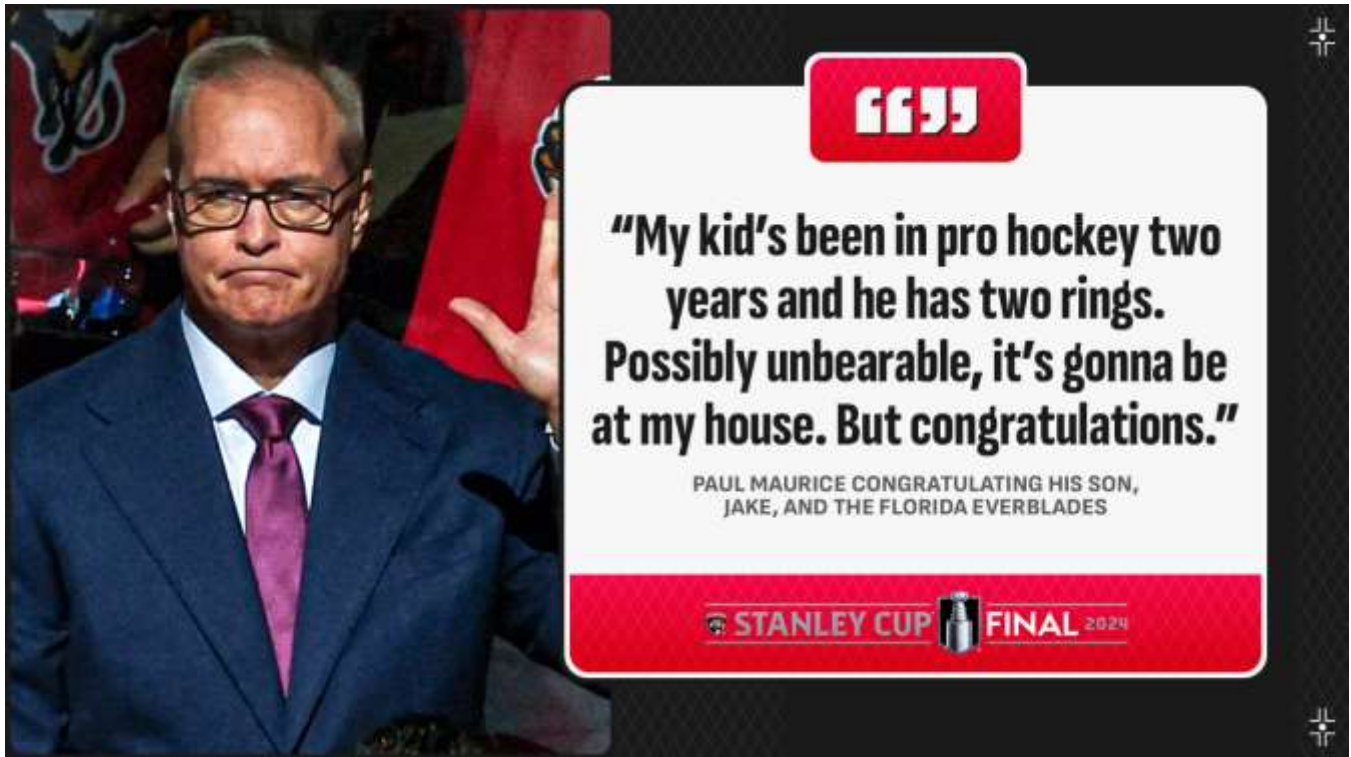 “My kid’s been in pro hockey two
years and he has two rings.
Possibly unbearable, it’s gonna be
at my house. But congratulations.”
PAUL MAURICE CONGRATULATING HIS SON,
JAKE, AND THE FLORIDA EVERBLADES
STANLEY CUP FINAL 2024